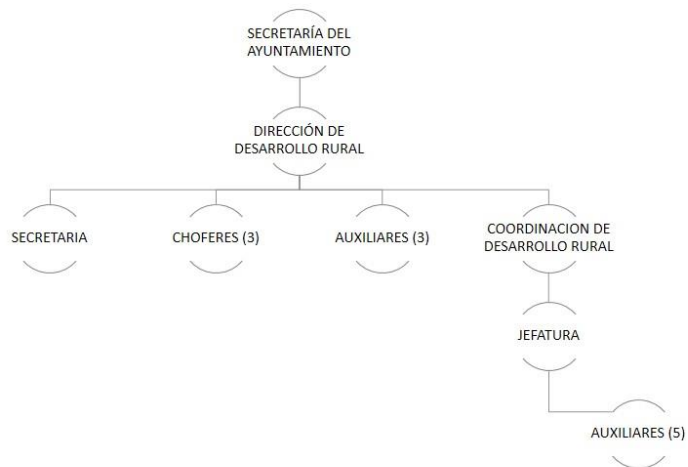 SECRETARÍA DEL
AYUNTAMIENTO
DIRECCIÓN DE
DESARROLLO RURAL
SECRETARIA
CHOFERES (3)
AUXILIARES (3)
COORDINACION DE
DESARROLLO RURAL
JEFATURA
AUXILIARES (5)